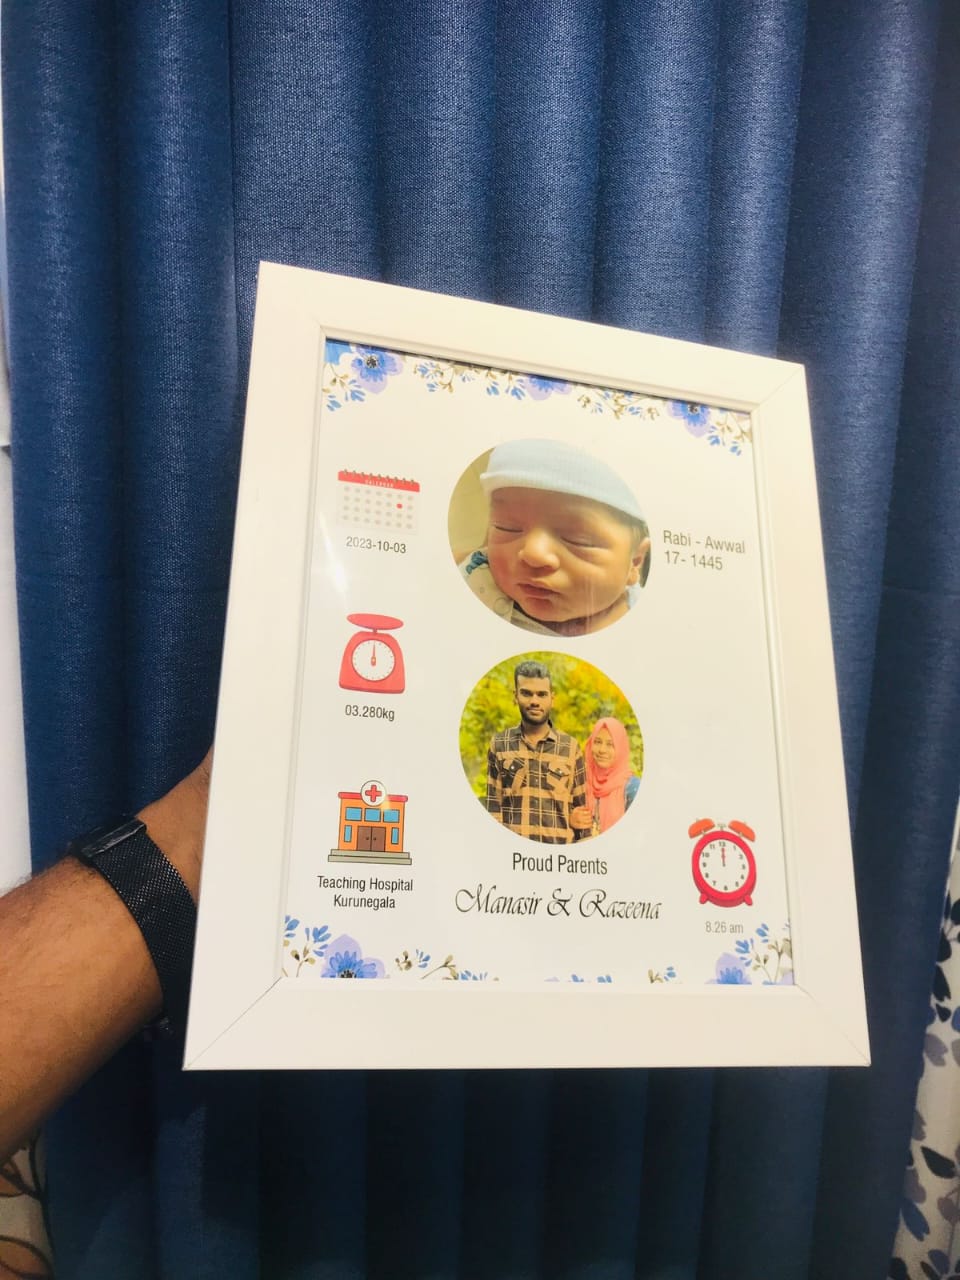 CALENDAR
2023-10-03
Rabi - Awwal
17- 1445
03.280kg
Teaching Hospital
Kurunegala
Proud Parents
Manasir & Razeena
8.26 am